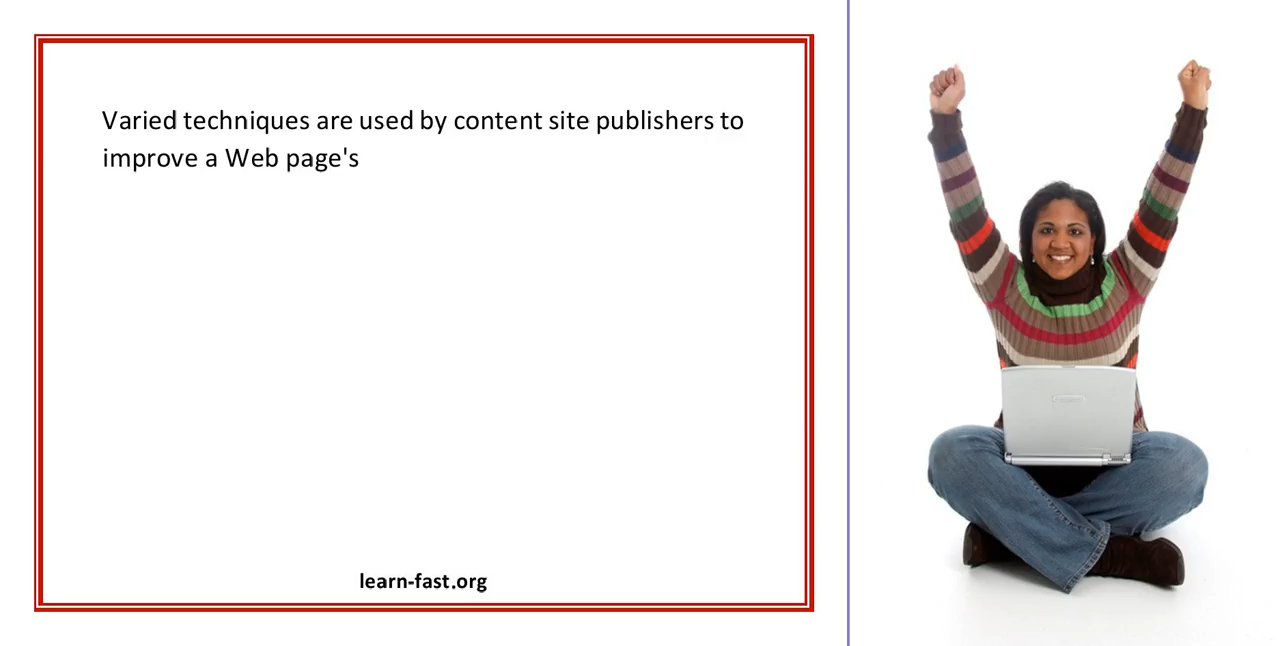 Varied techniques are used by content site publishers to
improve a Web page's
learn-fast.org